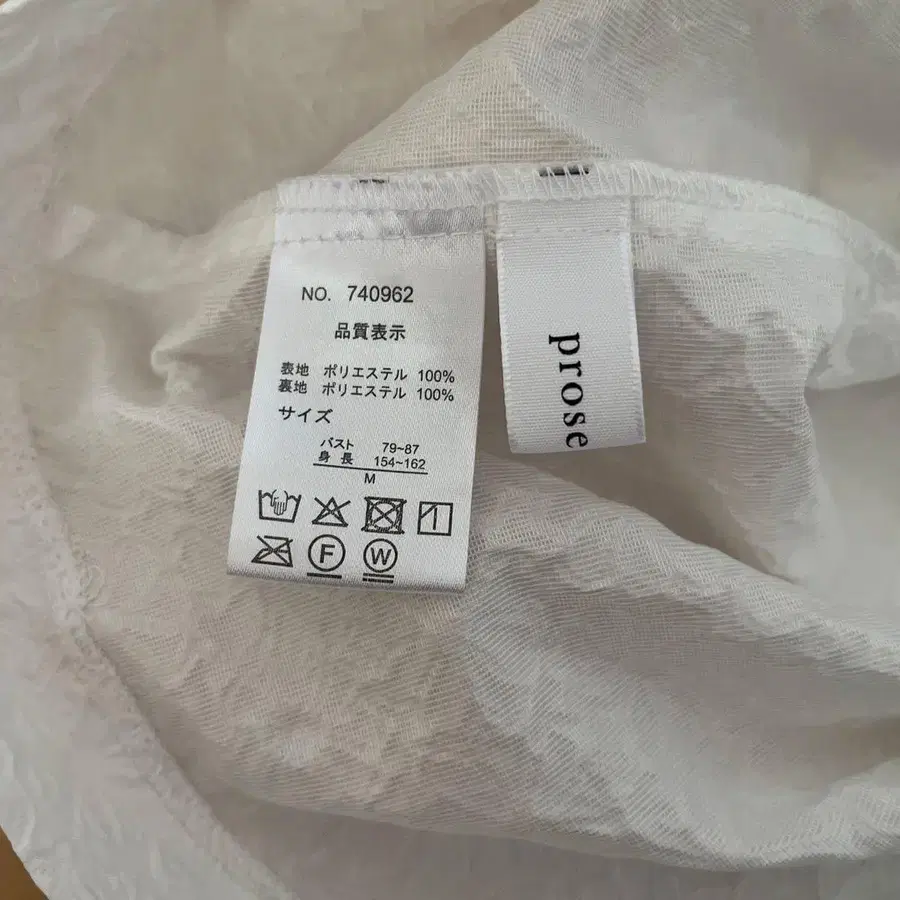 NO. 740962
品質表示
表地 ポリエステル 100%
裏地 ポリエステル 100%
サイズ
バスト 79~87
身長 154~162
M
F W
prose